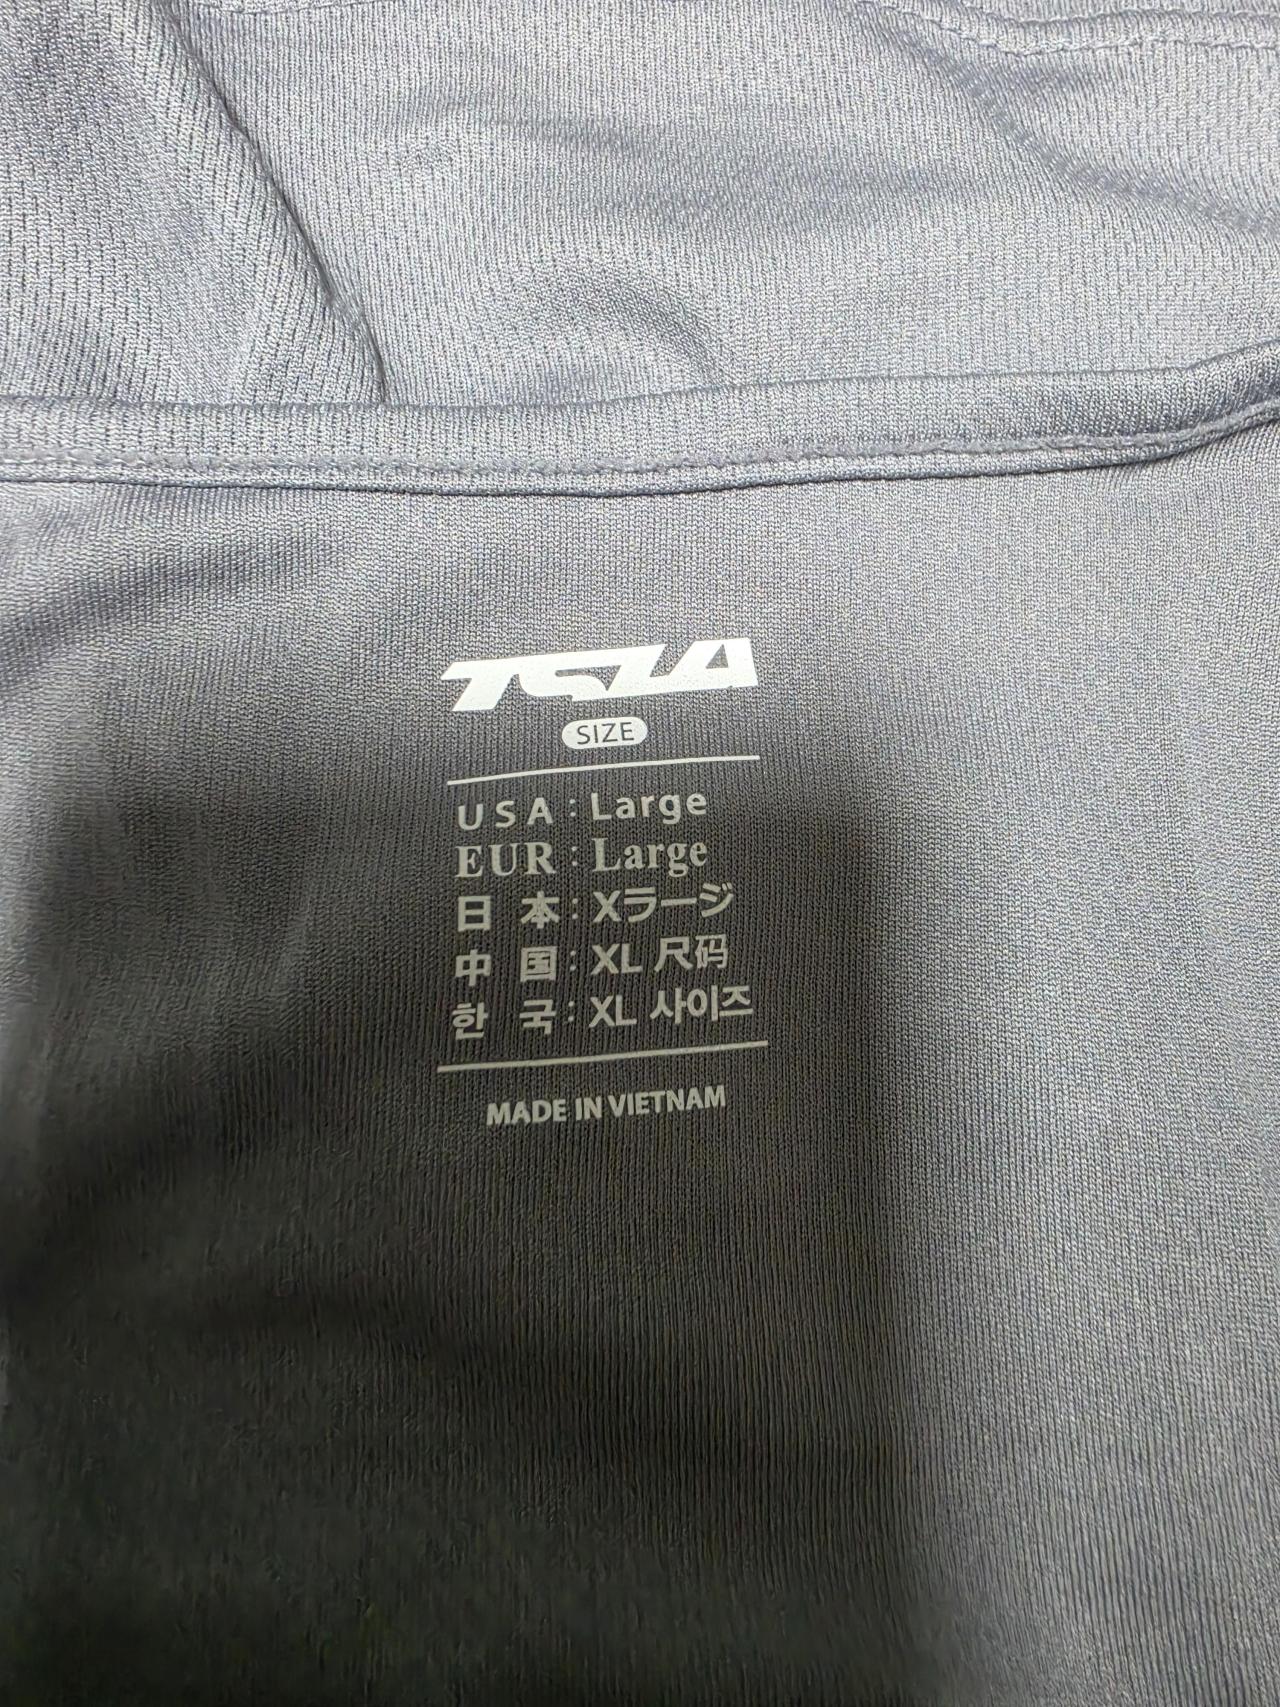 TSLA
SIZE
USA : Large
EUR : Large
日 本 : Xラージ
中 国 : XL 尺码
한 국 : XL 사이즈
MADE IN VIETNAM